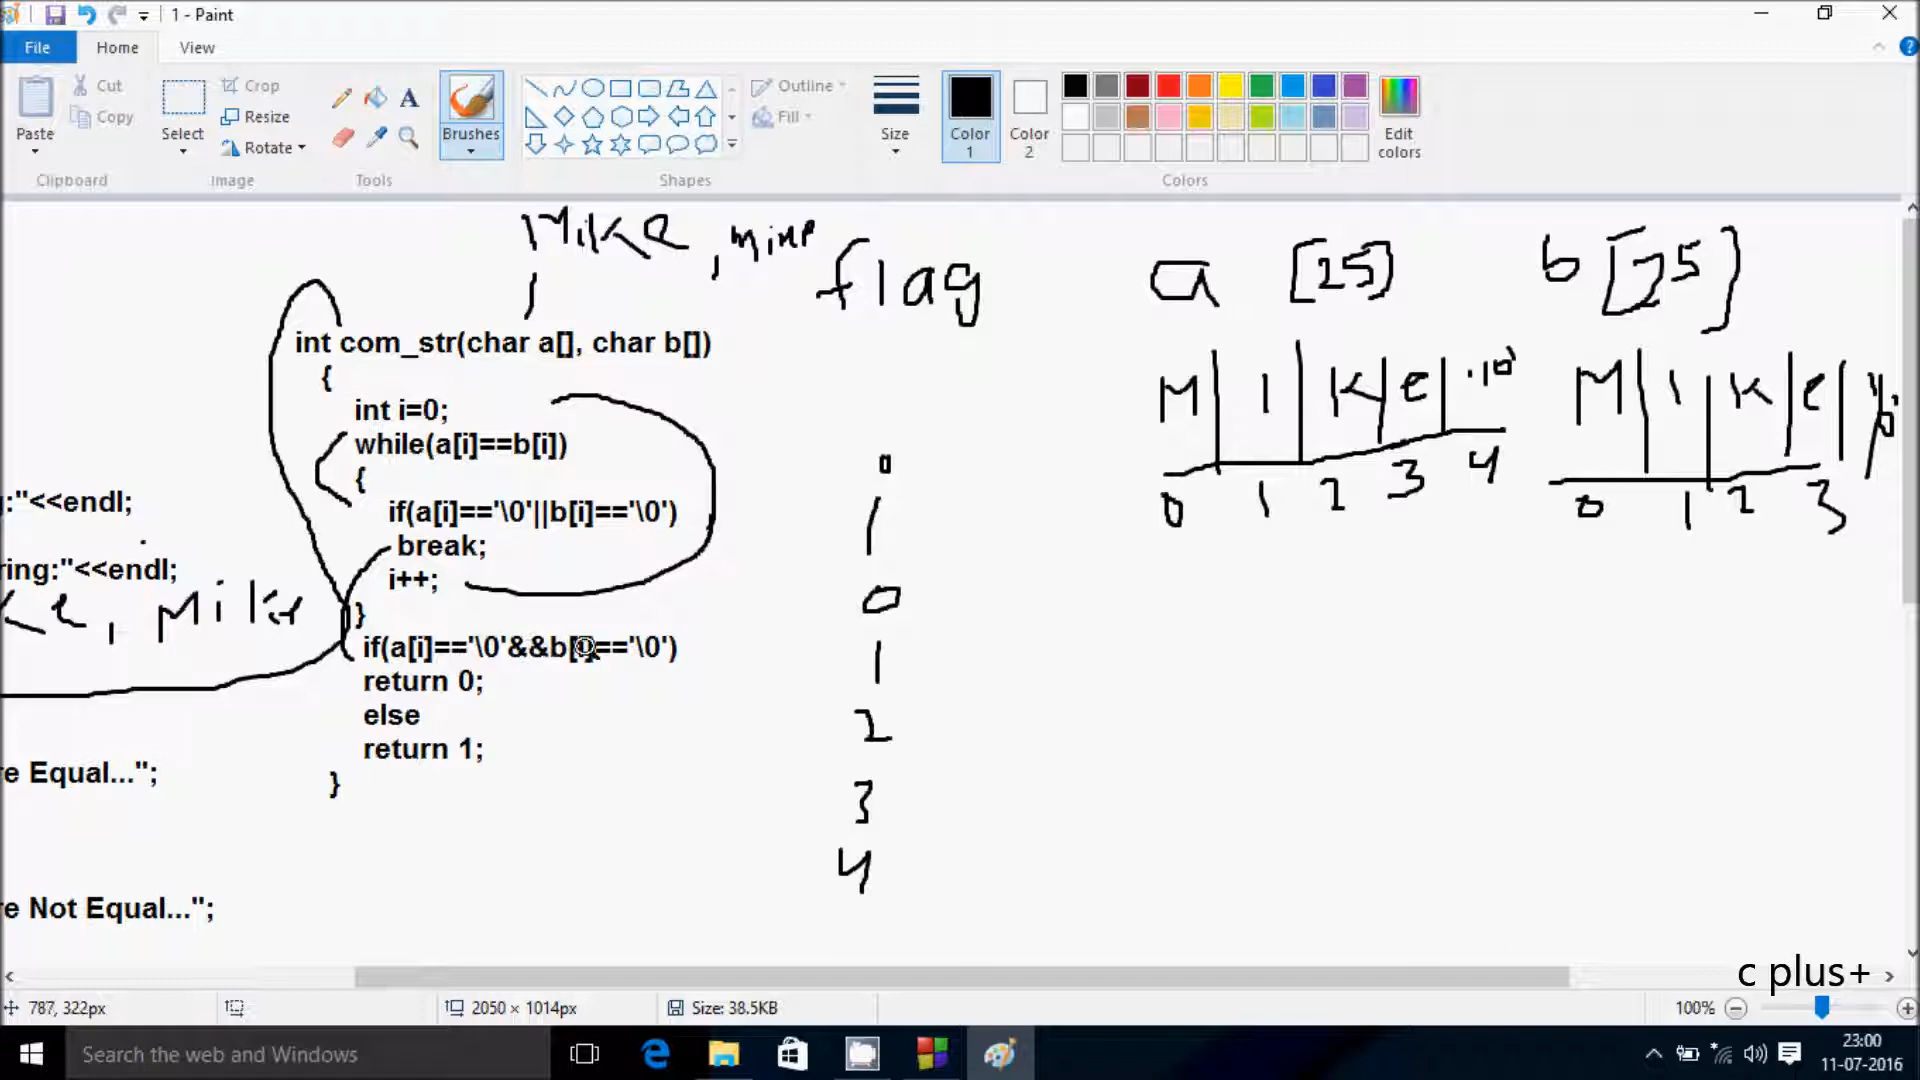 1 - Paint
File Home View
Paste
Cut
Copy
Clipboard
Select
Crop
Resize
Rotate
Image
Tools
Brushes
Shapes
Outline
Fill
Size
Color 1
Color 2
Edit colors
Colors
Mike,
flag
a [25] b [25]
int com_str(char a[], char b[])
{
int i=0;
while(a[i]==b[i])
{
if(a[i]=='\0'||b[i]=='\0')
break;
i++;
}
if(a[i]=='\0'&&b[i]=='\0')
return 0;
else
return 1;
}
:"<<endl;
ring:"<<endl;
ke, Mike
e Equal...";
e Not Equal...";
0
1
0
1
2
3
4
M i K e '\0'
0 1 2 3 4
M i K e
0 1 2 3
c plus+
787, 322px
2050 × 1014px
Size: 38.5KB
100%
Search the web and Windows
23:00
11-07-2016